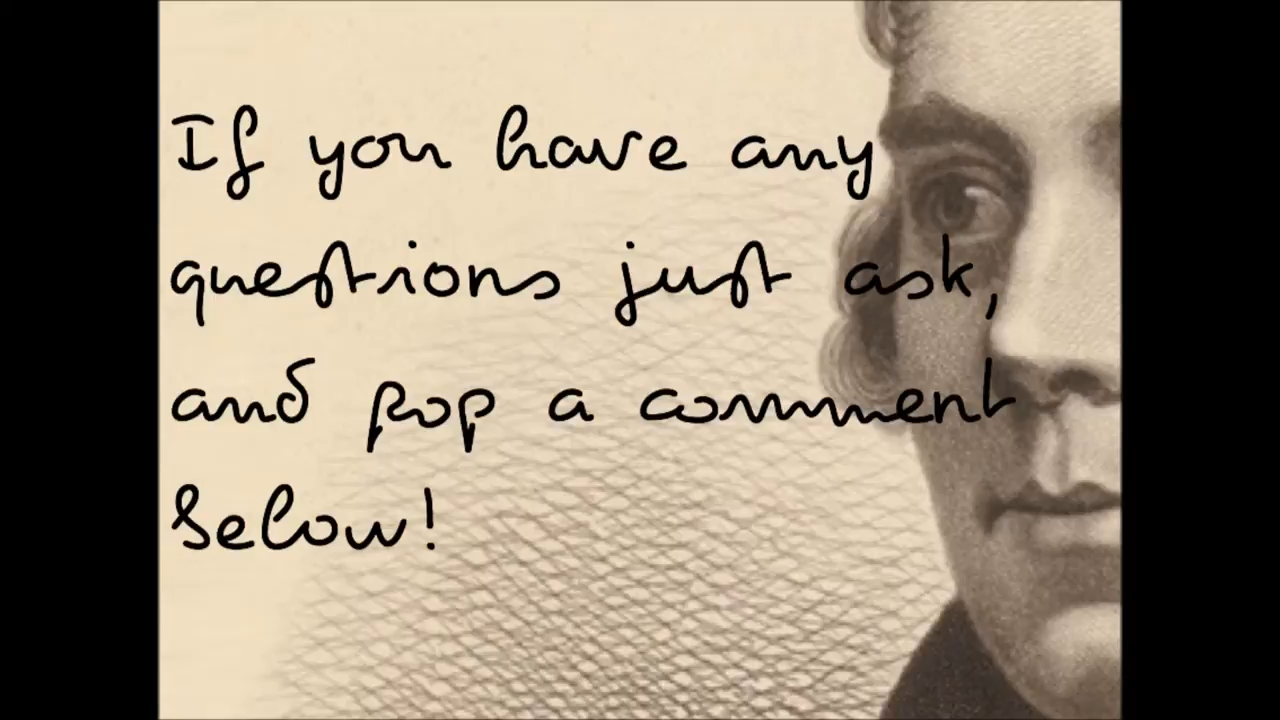 If you have any
questions just ask,
and pop a comment
below!